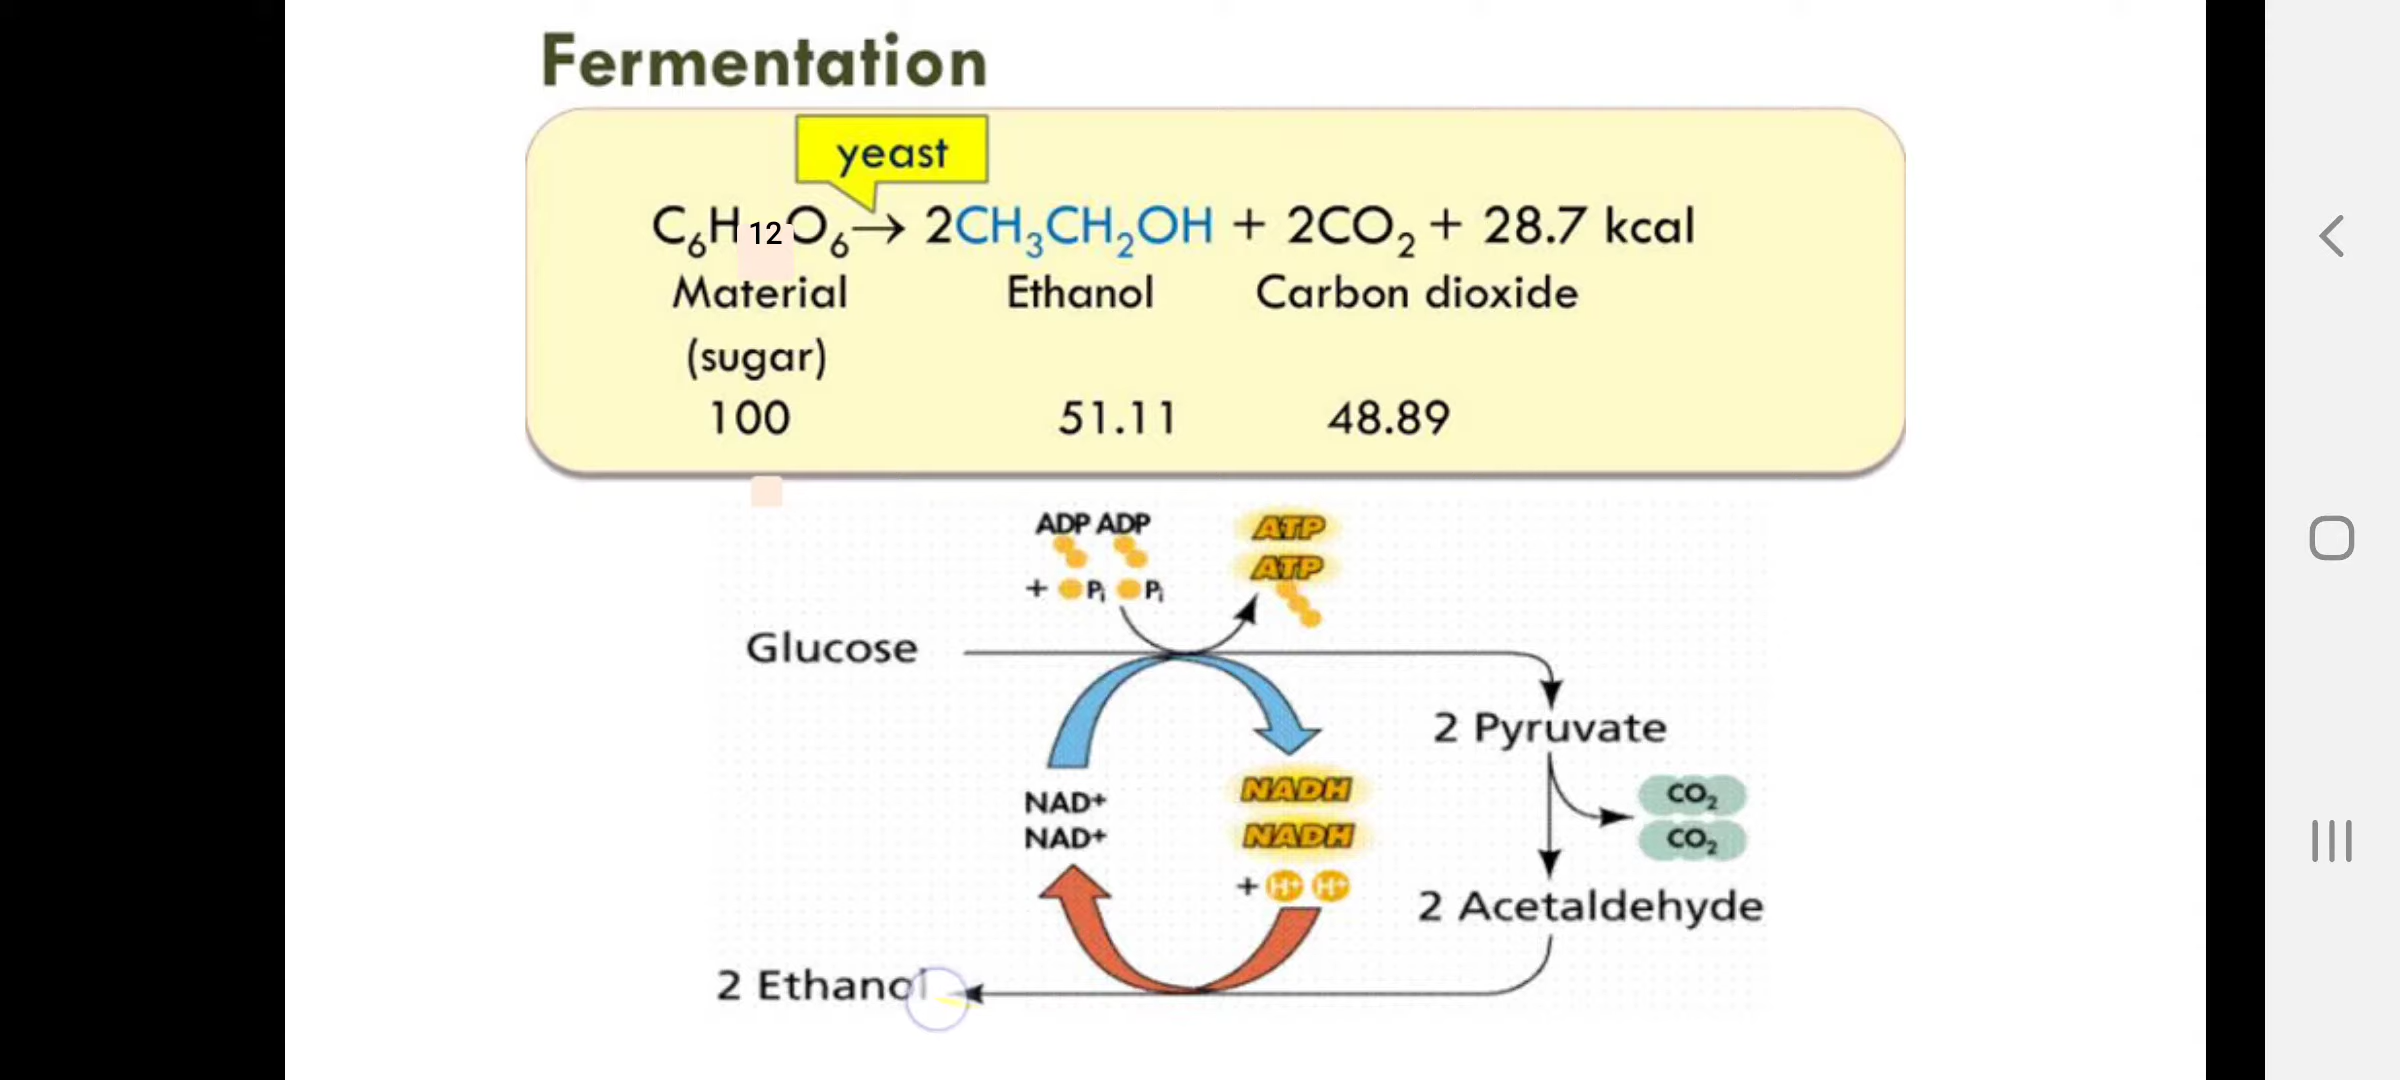 Fermentation
yeast
C₆H12O₆→ 2CH₃CH₂OH + 2CO₂ + 28.7 kcal
Material Ethanol Carbon dioxide
(sugar)
100 51.11 48.89
ADP ADP ATP
ATP
+ Pi Pi
Glucose
2 Pyruvate
NAD+ NADH CO₂
NAD+ NADH CO₂
+ H+ H+
2 Acetaldehyde
2 Ethanol